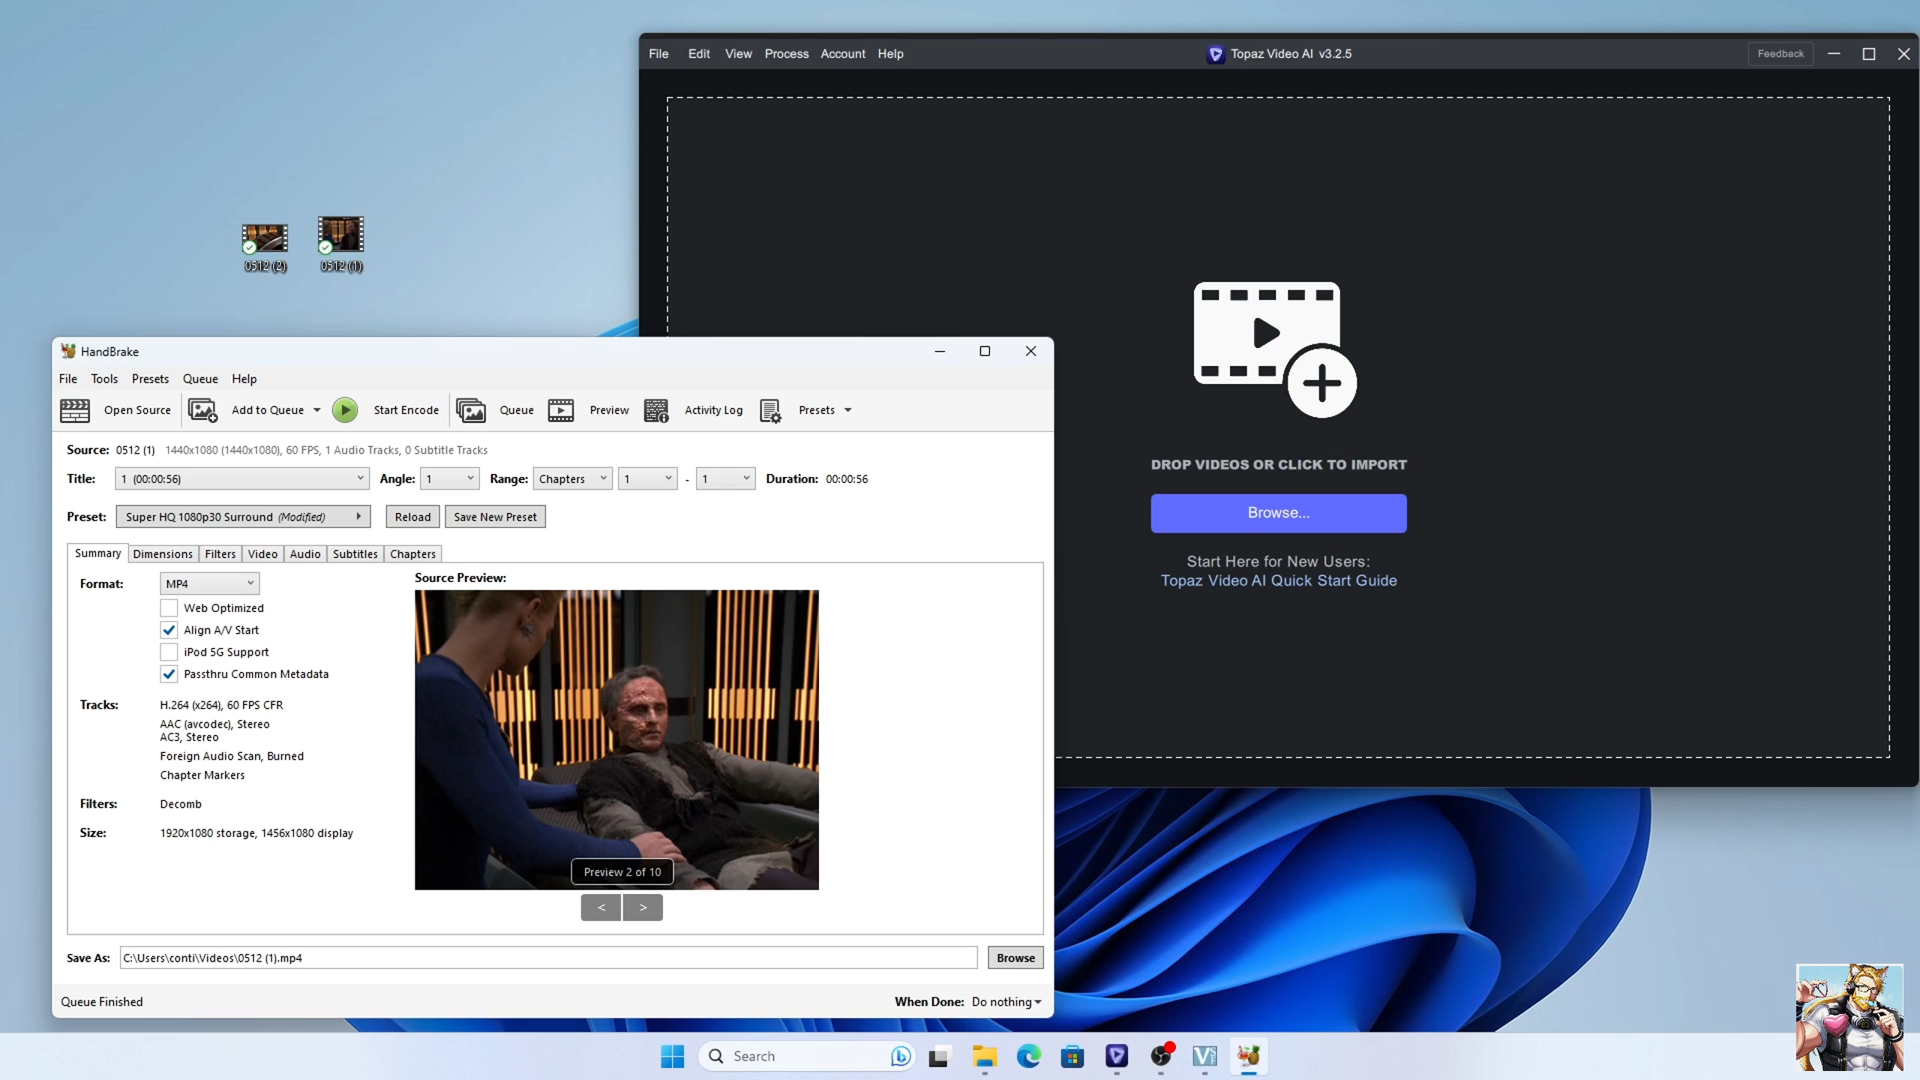 File Edit View Process Account Help
Topaz Video AI v3.2.5
Feedback
0512 (2)
0512 (1)
DROP VIDEOS OR CLICK TO IMPORT
Browse...
Start Here for New Users:
Topaz Video AI Quick Start Guide
HandBrake
File Tools Presets Queue Help
Open Source Add to Queue Start Encode Queue Preview Activity Log Presets
Source: 0512 (1) 1440x1080 (1440x1080), 60 FPS, 1 Audio Tracks, 0 Subtitle Tracks
Title: 1 (00:00:56) Angle: 1 Range: Chapters 1 - 1 Duration: 00:00:56
Preset: Super HQ 1080p30 Surround (Modified) Reload Save New Preset
Summary Dimensions Filters Video Audio Subtitles Chapters
Format: MP4
Web Optimized
Align A/V Start
iPod 5G Support
Passthru Common Metadata
Tracks: H.264 (x264), 60 FPS CFR
AAC (avcodec), Stereo
AC3, Stereo
Foreign Audio Scan, Burned
Chapter Markers
Filters: Decomb
Size: 1920x1080 storage, 1456x1080 display
Source Preview:
Preview 2 of 10
< >
Save As: C:\Users\conti\Videos\0512 (1).mp4 Browse
Queue Finished
When Done: Do nothing
Search